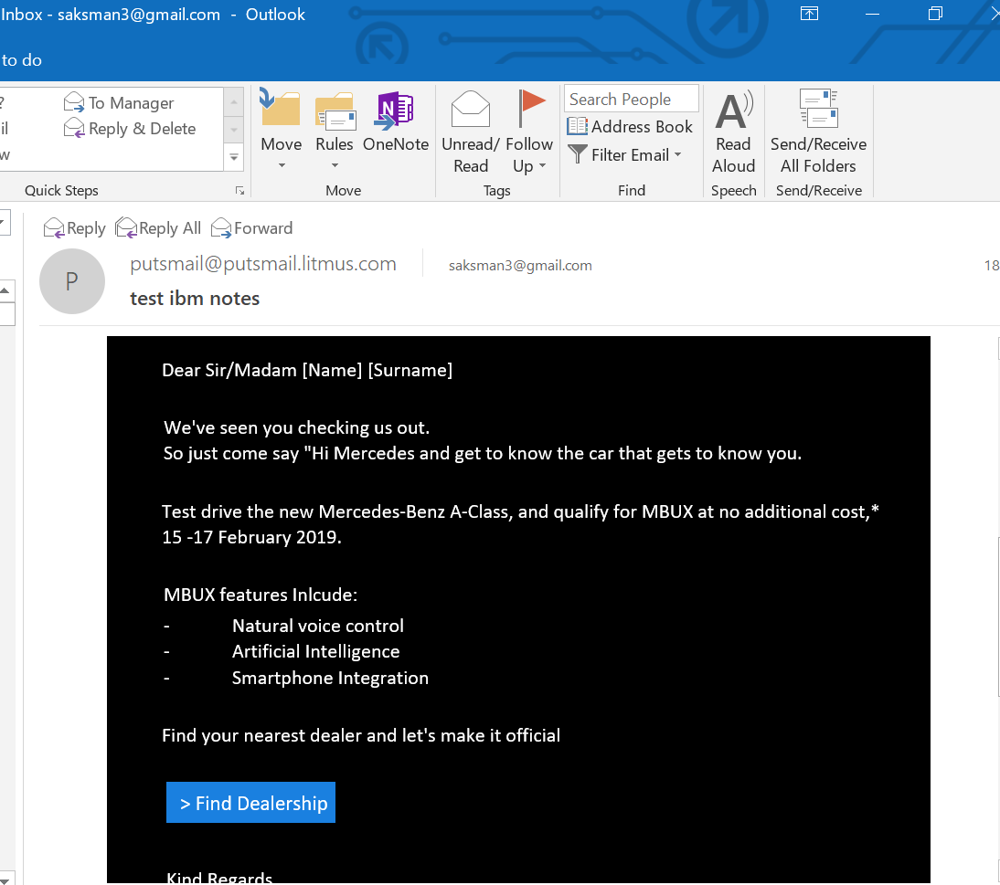 Inbox - saksman3@gmail.com - Outlook
to do
?
To Manager
il
Reply & Delete
w
Quick Steps
Move
Rules
OneNote
Move
Unread/
Read
Follow
Up
Tags
Search People
Address Book
Filter Email
Find
Read
Aloud
Speech
Send/Receive
All Folders
Send/Receive
Reply
Reply All
Forward
P
putsmail@putsmail.litmus.com
saksman3@gmail.com
18
test ibm notes
Dear Sir/Madam [Name] [Surname]
We've seen you checking us out.
So just come say "Hi Mercedes and get to know the car that gets to know you.
Test drive the new Mercedes-Benz A-Class, and qualify for MBUX at no additional cost,*
15 -17 February 2019.
MBUX features Inlcude:
- Natural voice control
- Artificial Intelligence
- Smartphone Integration
Find your nearest dealer and let's make it official
> Find Dealership
Kind Regards